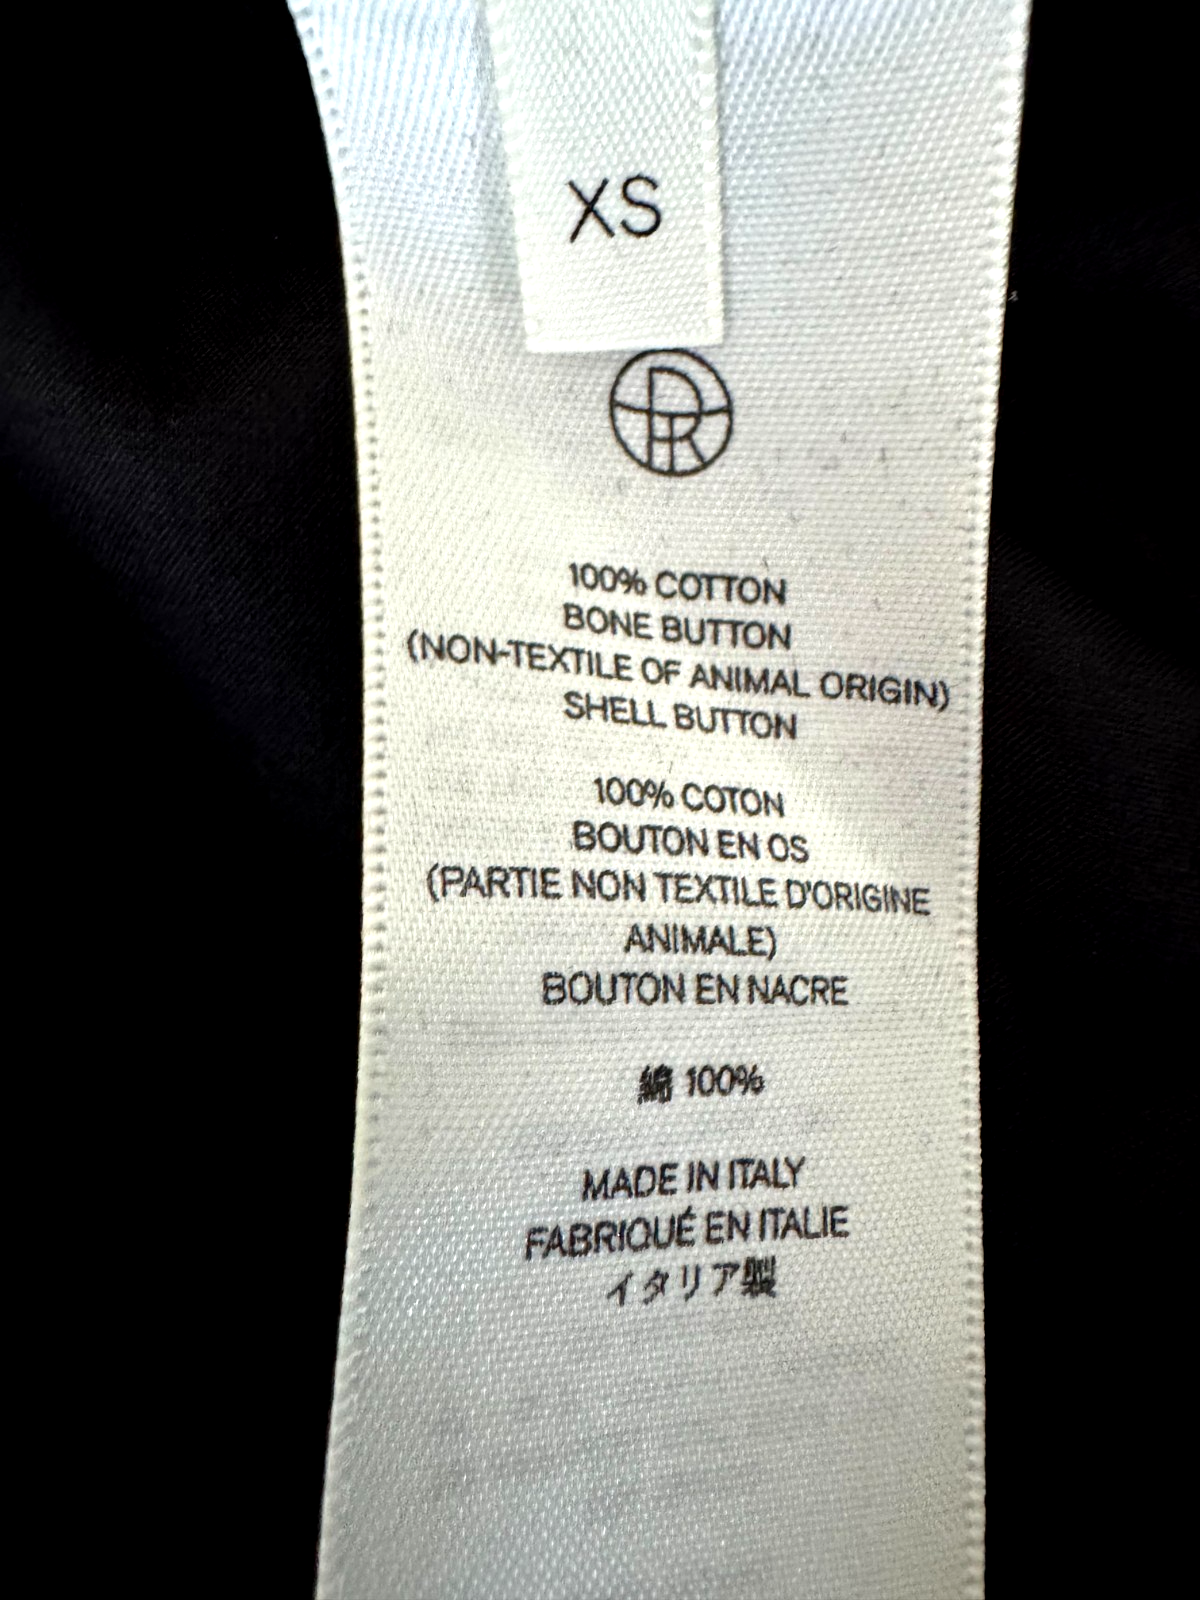 XS
100% COTTON
BONE BUTTON
(NON-TEXTILE OF ANIMAL ORIGIN)
SHELL BUTTON
100% COTON
BOUTON EN OS
(PARTIE NON TEXTILE D'ORIGINE
ANIMALE)
BOUTON EN NACRE
綿 100%
MADE IN ITALY
FABRIQUÉ EN ITALIE
イタリア製